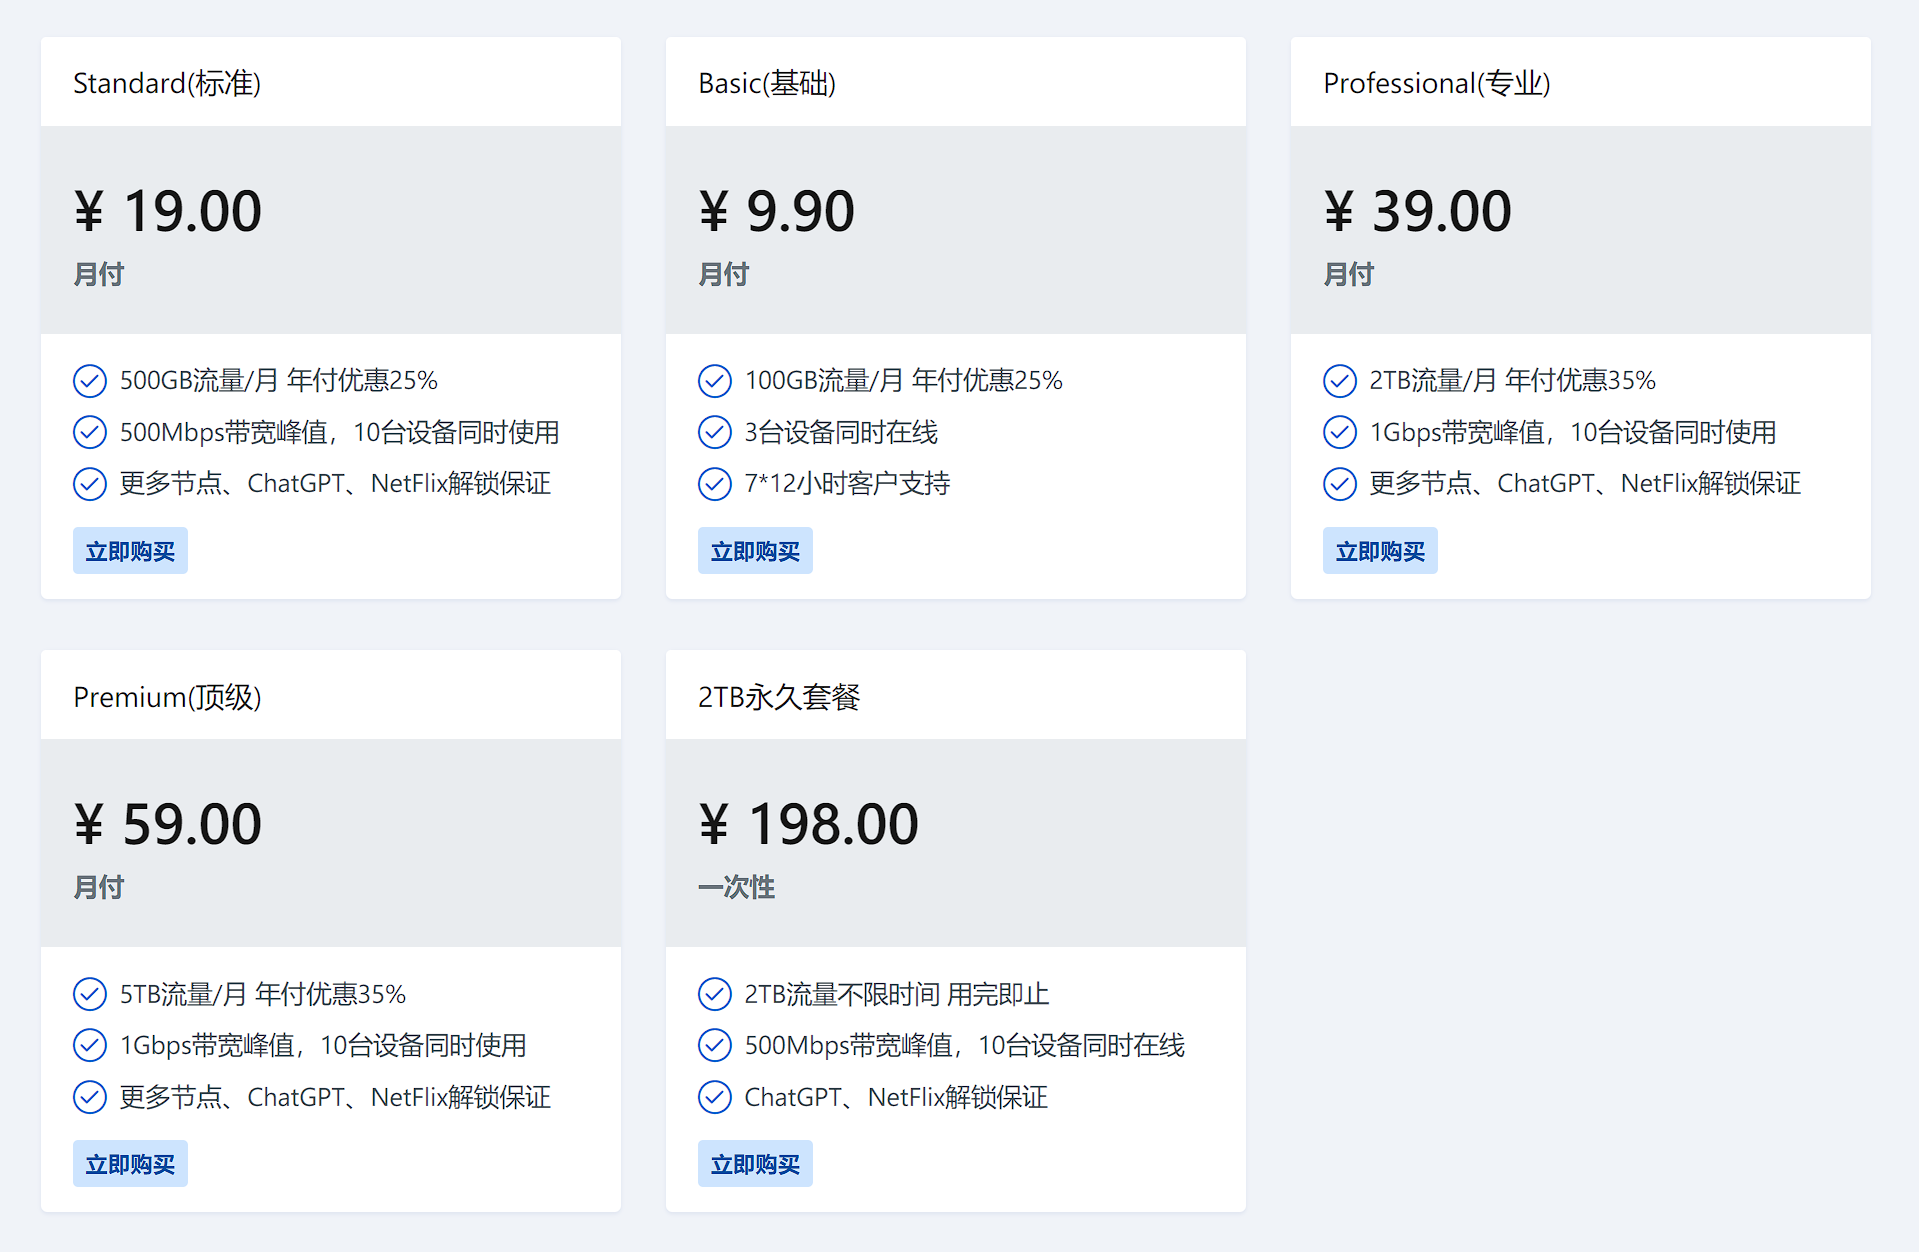 Standard(标准)
¥ 19.00
月付
500GB流量/月 年付优惠25%
500Mbps带宽峰值，10台设备同时使用
更多节点、ChatGPT、NetFlix解锁保证
立即购买
Basic(基础)
¥ 9.90
月付
100GB流量/月 年付优惠25%
3台设备同时在线
7*12小时客户支持
立即购买
Professional(专业)
¥ 39.00
月付
2TB流量/月 年付优惠35%
1Gbps带宽峰值，10台设备同时使用
更多节点、ChatGPT、NetFlix解锁保证
立即购买
Premium(顶级)
¥ 59.00
月付
5TB流量/月 年付优惠35%
1Gbps带宽峰值，10台设备同时使用
更多节点、ChatGPT、NetFlix解锁保证
立即购买
2TB永久套餐
¥ 198.00
一次性
2TB流量不限时间 用完即止
500Mbps带宽峰值，10台设备同时在线
ChatGPT、NetFlix解锁保证
立即购买